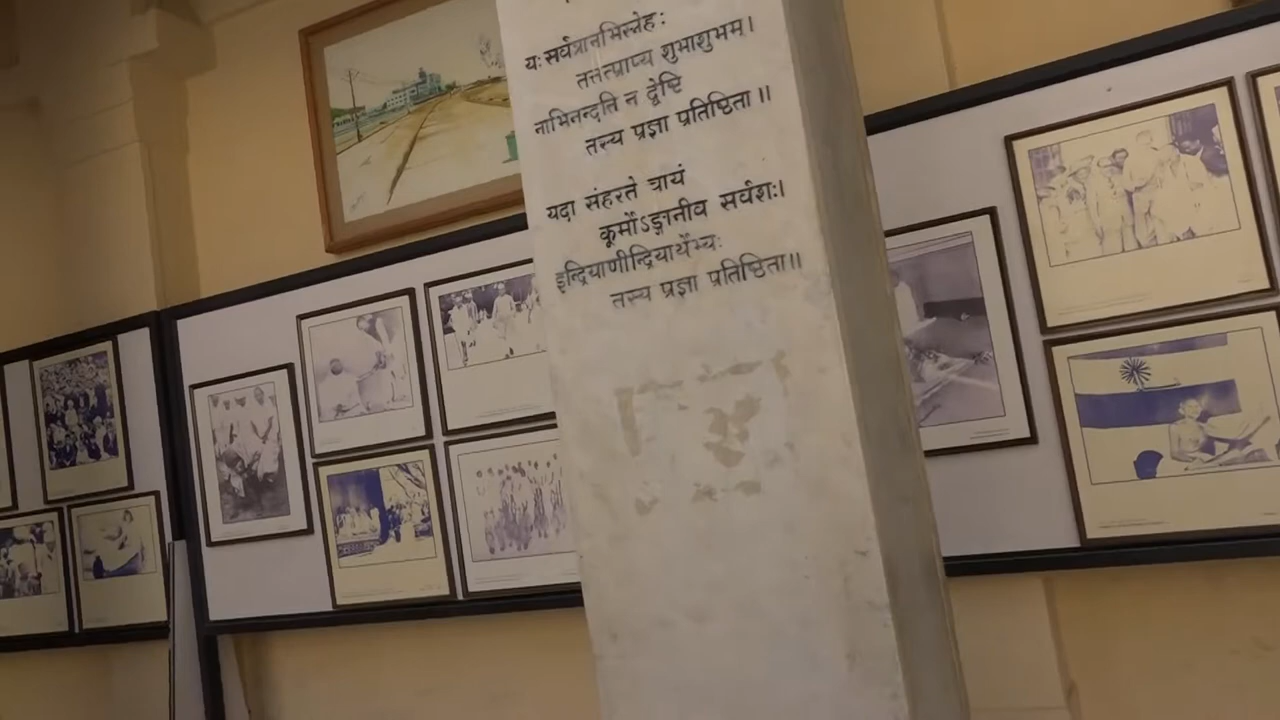 यः सर्वत्रानभिस्नेहः
तत्तत्प्राप्य शुभाशुभम्।
नाभिनन्दति न द्वेष्टि
तस्य प्रज्ञा प्रतिष्ठिता॥
यदा संहरते चायं
कूर्मोऽङ्गानीव सर्वशः।
इन्द्रियाणीन्द्रियार्थेभ्यः
तस्य प्रज्ञा प्रतिष्ठिता॥